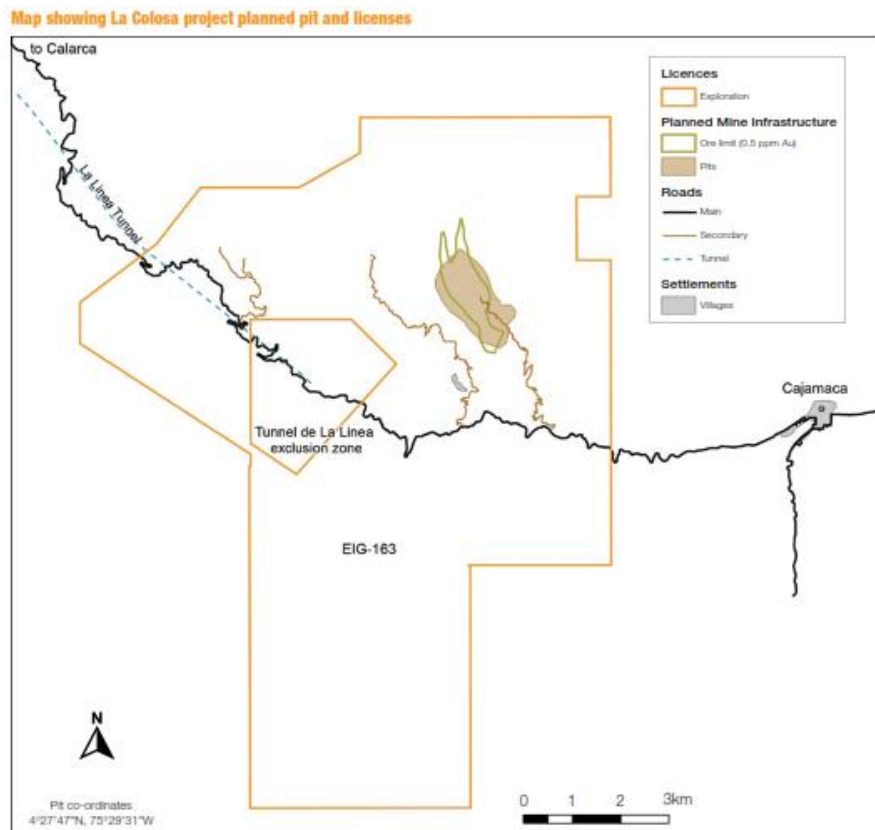 Map showing La Colosa project planned pit and licenses
to Calarca
Licences
Exploration
Planned Mine Infrastructure
Ore limit (0.5 ppm Au)
Pits
Roads
Main
Secondary
Tunnel
Settlements
Villages
La Linea Tunnel
Cajamaca
Tunnel de La Linea
exclusion zone
EIG-163
N
Pit co-ordinates
4°27'47"N, 75°29'31"W
0 1 2 3km